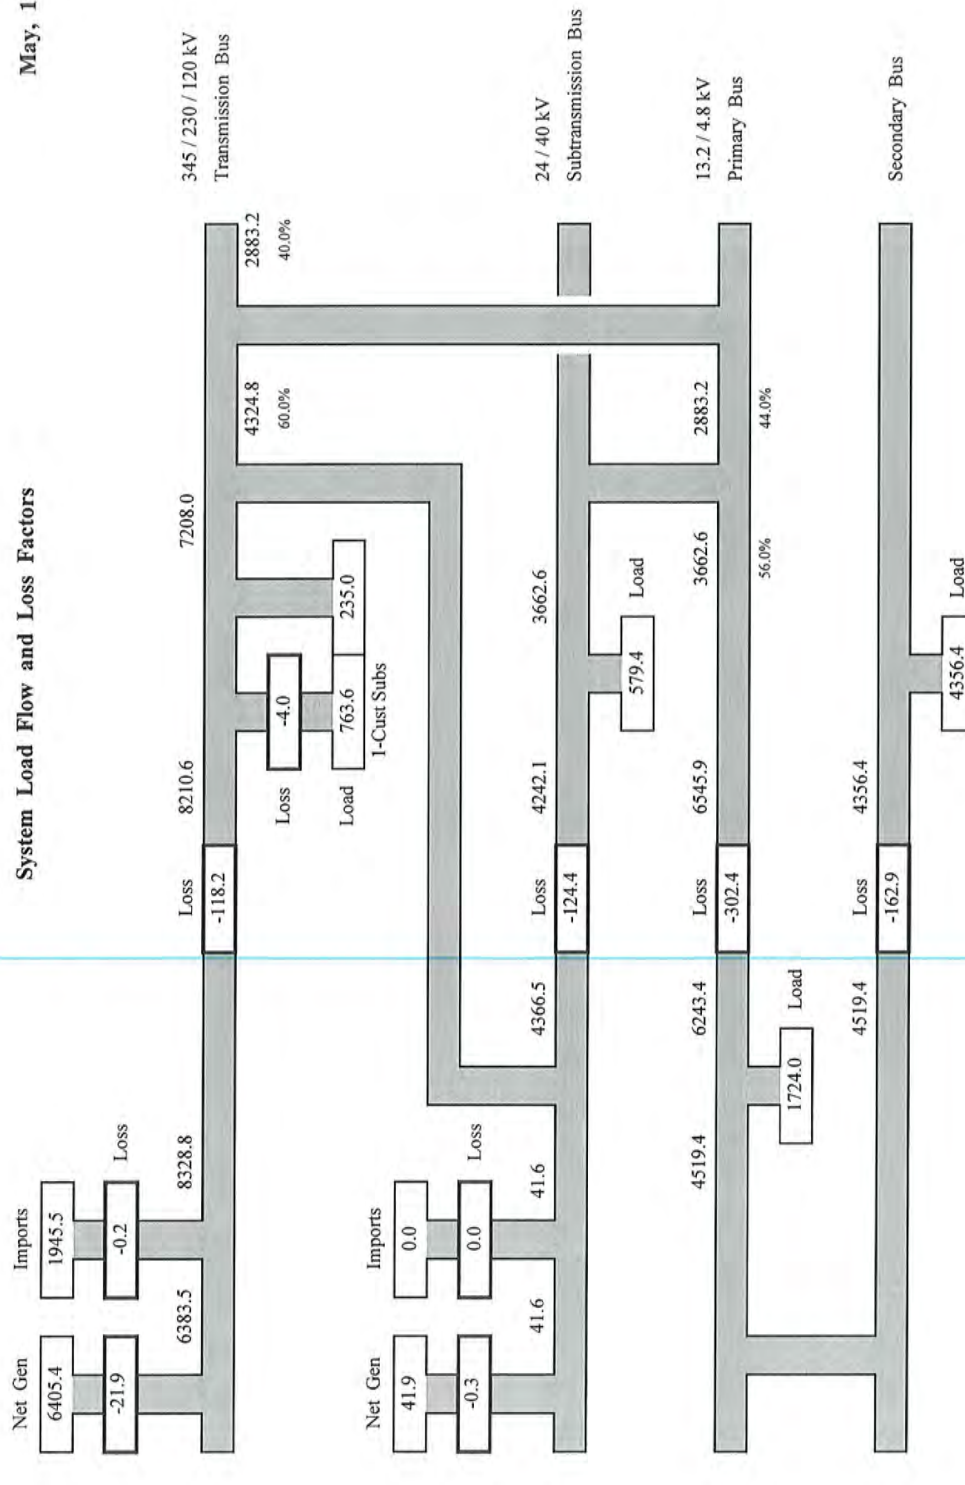 System Load Flow and Loss Factors
May, 1
Net Gen
Imports
6405.4
1945.5
-21.9
-0.2
Loss
6383.5
8328.8
Loss
8210.6
7208.0
345 / 230 / 120 kV
-118.2
Transmission Bus
4324.8
2883.2
Loss
-4.0
60.0%
40.0%
Load
763.6
235.0
1-Cust Subs
Net Gen
Imports
41.9
0.0
-0.3
0.0
Loss
41.6
41.6
4366.5
Loss
4242.1
3662.6
24 / 40 kV
-124.4
Subtransmission Bus
579.4
Load
4519.4
6243.4
Loss
6545.9
3662.6
2883.2
13.2 / 4.8 kV
-302.4
Primary Bus
56.0%
44.0%
1724.0
Load
4519.4
Loss
4356.4
-162.9
Secondary Bus
4356.4
Load